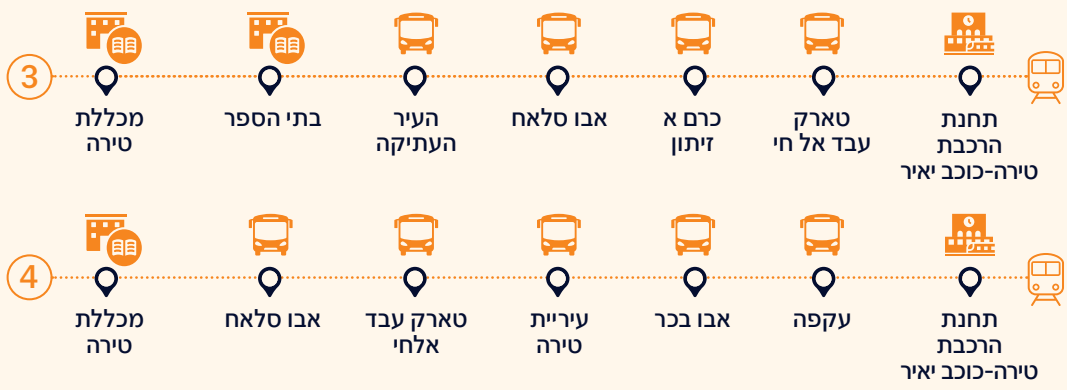 3
תחנת
הרכבת
טירה-כוכב יאיר
טארק
עבד אל חי
כרם א
זיתון
אבו סלאח
העיר
העתיקה
בתי הספר
מכללת
טירה
4
תחנת
הרכבת
טירה-כוכב יאיר
עקפה
אבו בכר
עיריית
טירה
טארק עבד
אלחי
אבו סלאח
מכללת
טירה